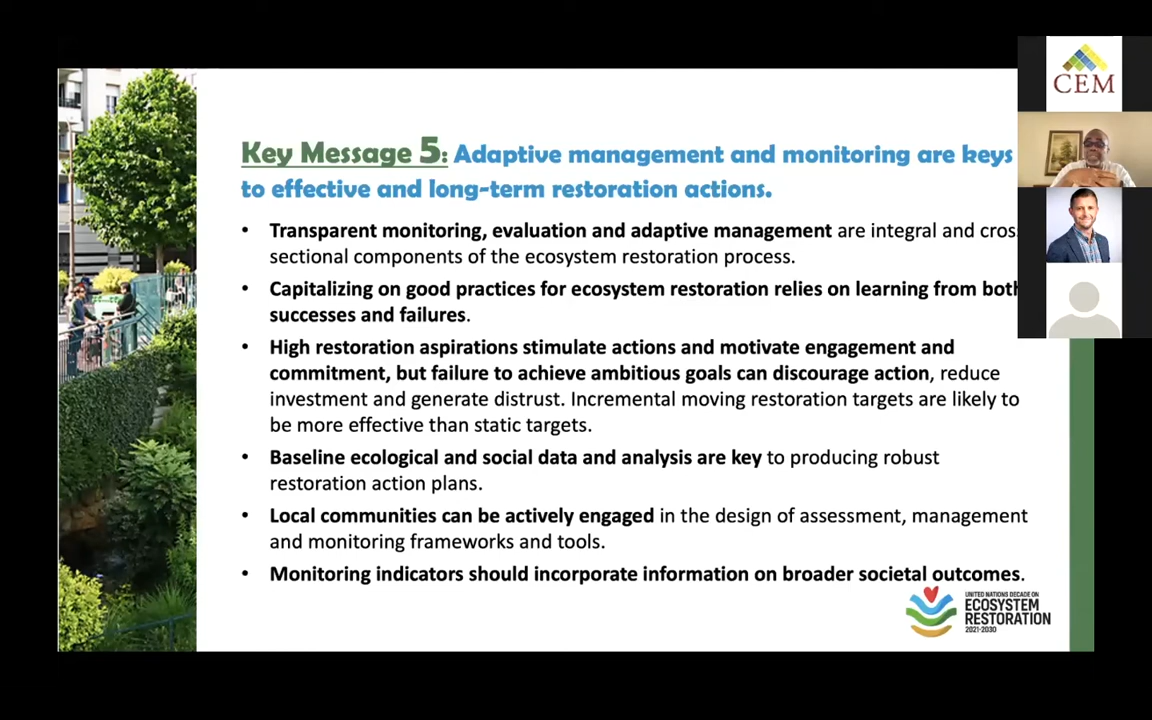 Key Message 5: Adaptive management and monitoring are keys
to effective and long-term restoration actions.
• Transparent monitoring, evaluation and adaptive management are integral and cros
sectional components of the ecosystem restoration process.
• Capitalizing on good practices for ecosystem restoration relies on learning from both
successes and failures.
• High restoration aspirations stimulate actions and motivate engagement and
commitment, but failure to achieve ambitious goals can discourage action, reduce
investment and generate distrust. Incremental moving restoration targets are likely to
be more effective than static targets.
• Baseline ecological and social data and analysis are key to producing robust
restoration action plans.
• Local communities can be actively engaged in the design of assessment, management
and monitoring frameworks and tools.
• Monitoring indicators should incorporate information on broader societal outcomes.
UNITED NATIONS DECADE ON
ECOSYSTEM
RESTORATION
2021-2030
CEM